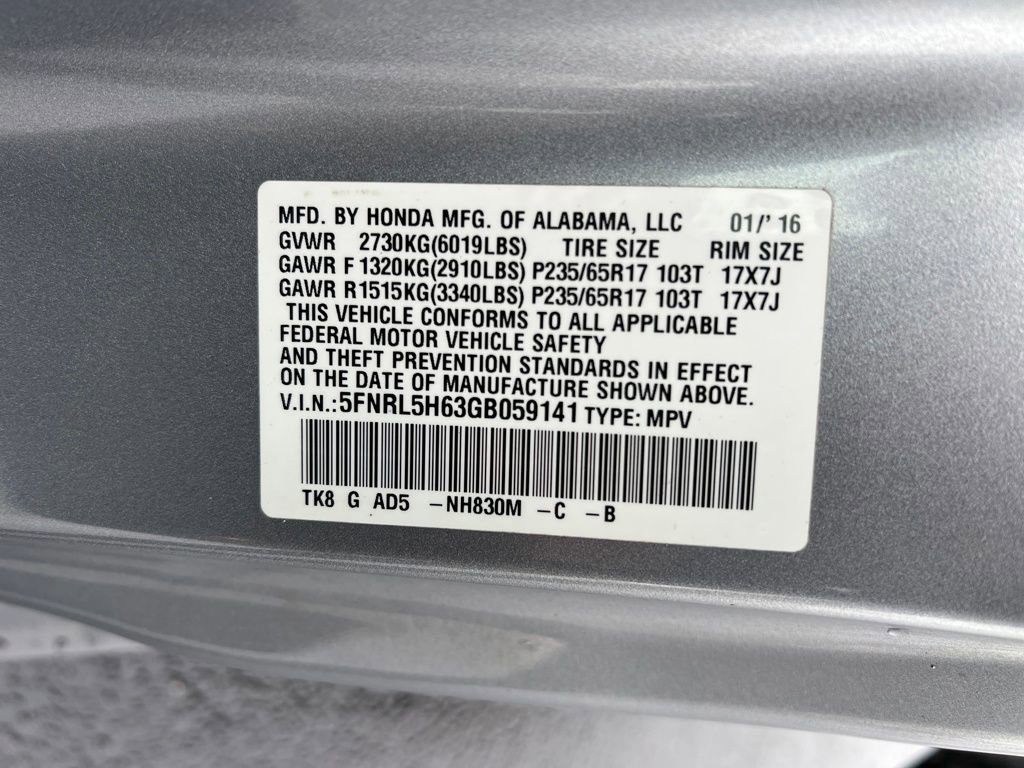 MFD. BY HONDA MFG. OF ALABAMA, LLC 01/' 16
GVWR 2730KG(6019LBS) TIRE SIZE RIM SIZE
GAWR F 1320KG(2910LBS) P235/65R17 103T 17X7J
GAWR R1515KG(3340LBS) P235/65R17 103T 17X7J
THIS VEHICLE CONFORMS TO ALL APPLICABLE
FEDERAL MOTOR VEHICLE SAFETY
AND THEFT PREVENTION STANDARDS IN EFFECT
ON THE DATE OF MANUFACTURE SHOWN ABOVE.
V.I.N.:5FNRL5H63GB059141 TYPE: MPV
TK8 G AD5 -NH830M -C -B